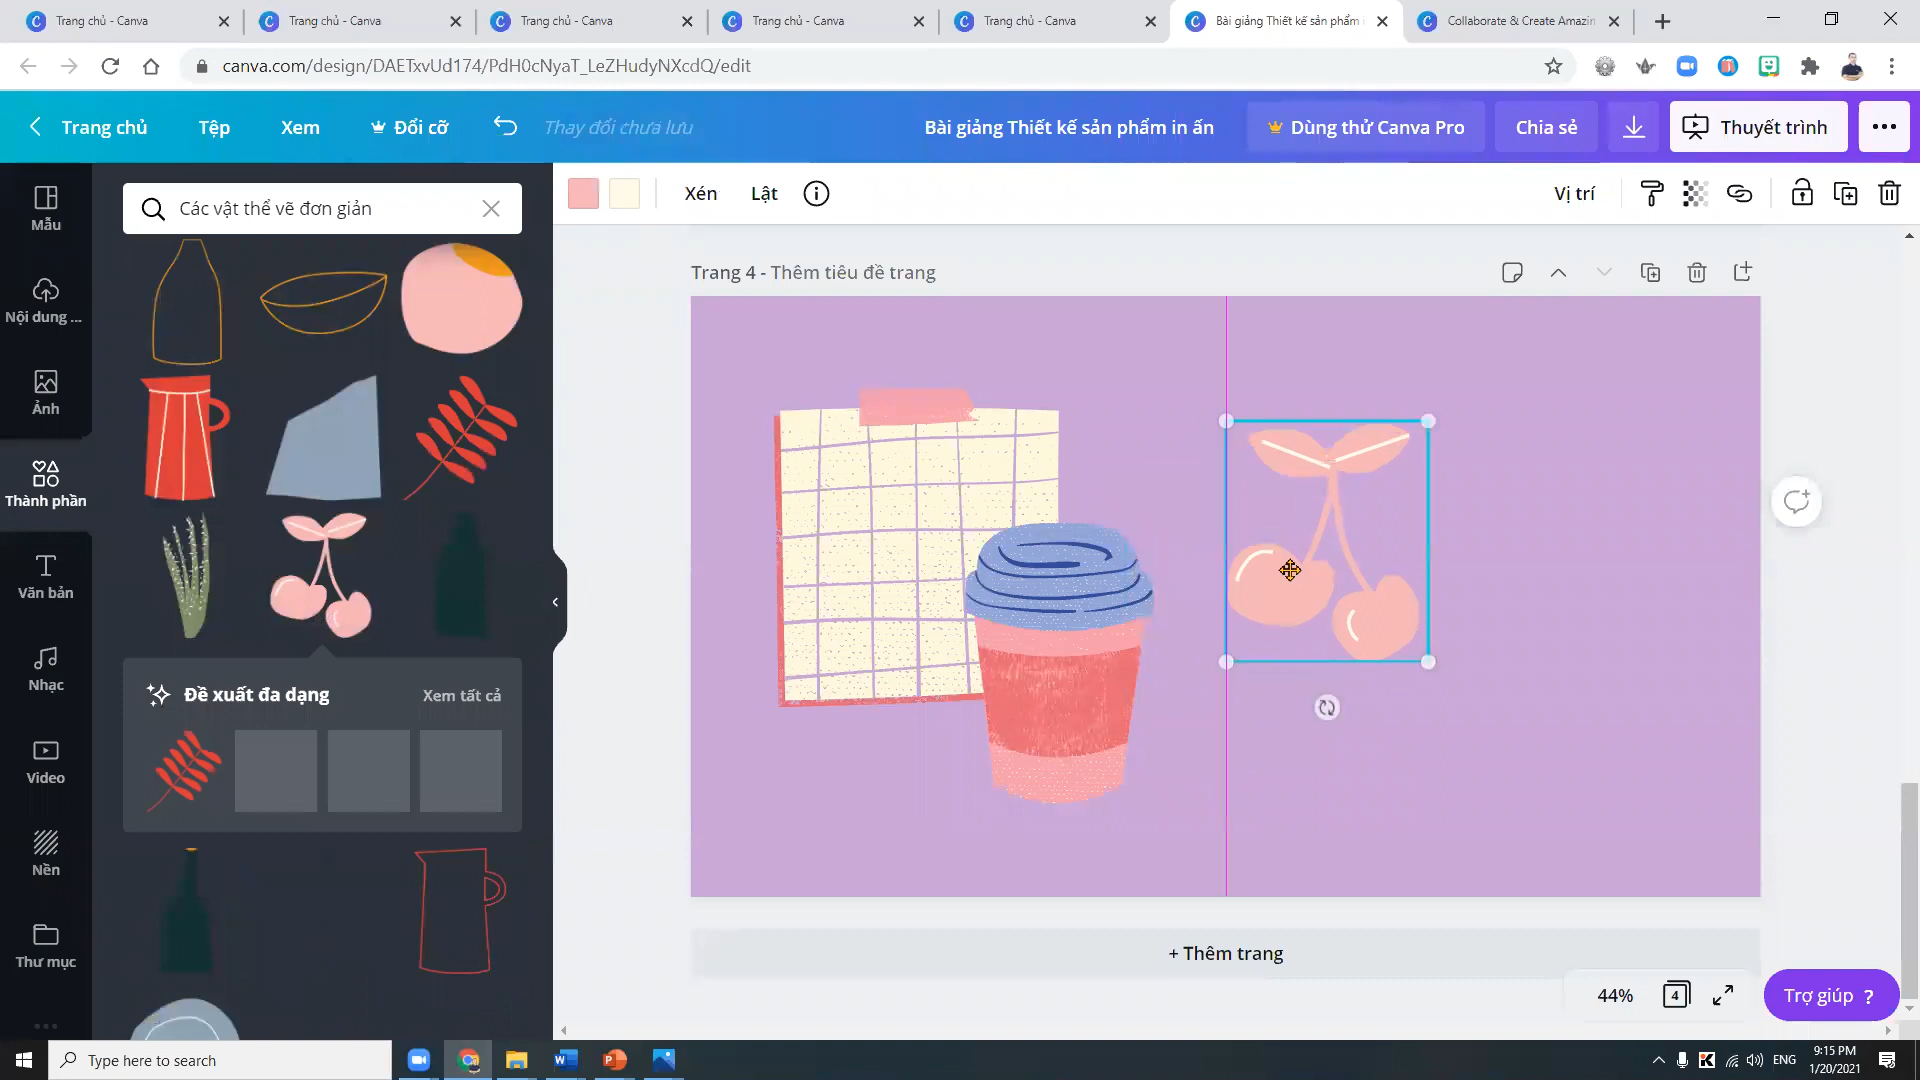 Trang chủ - Canva
Trang chủ - Canva
Trang chủ - Canva
Trang chủ - Canva
Trang chủ - Canva
Bài giảng Thiết kế sản phẩm i
Collaborate & Create Amazin
canva.com/design/DAETxvUd174/PdH0cNyaT_LeZHudyNXcdQ/edit
Trang chủ
Tệp
Xem
Đổi cỡ
Thay đổi chưa lưu
Bài giảng Thiết kế sản phẩm in ấn
Dùng thử Canva Pro
Chia sẻ
Thuyết trình
Mẫu
Nội dung ...
Ảnh
Thành phần
Văn bản
Nhạc
Video
Nền
Thư mục
Các vật thể vẽ đơn giản
Đề xuất đa dạng
Xem tất cả
Xén
Lật
Vị trí
Trang 4 - Thêm tiêu đề trang
+ Thêm trang
44%
4
Trợ giúp ?
Type here to search
ENG
9:15 PM
1/20/2021